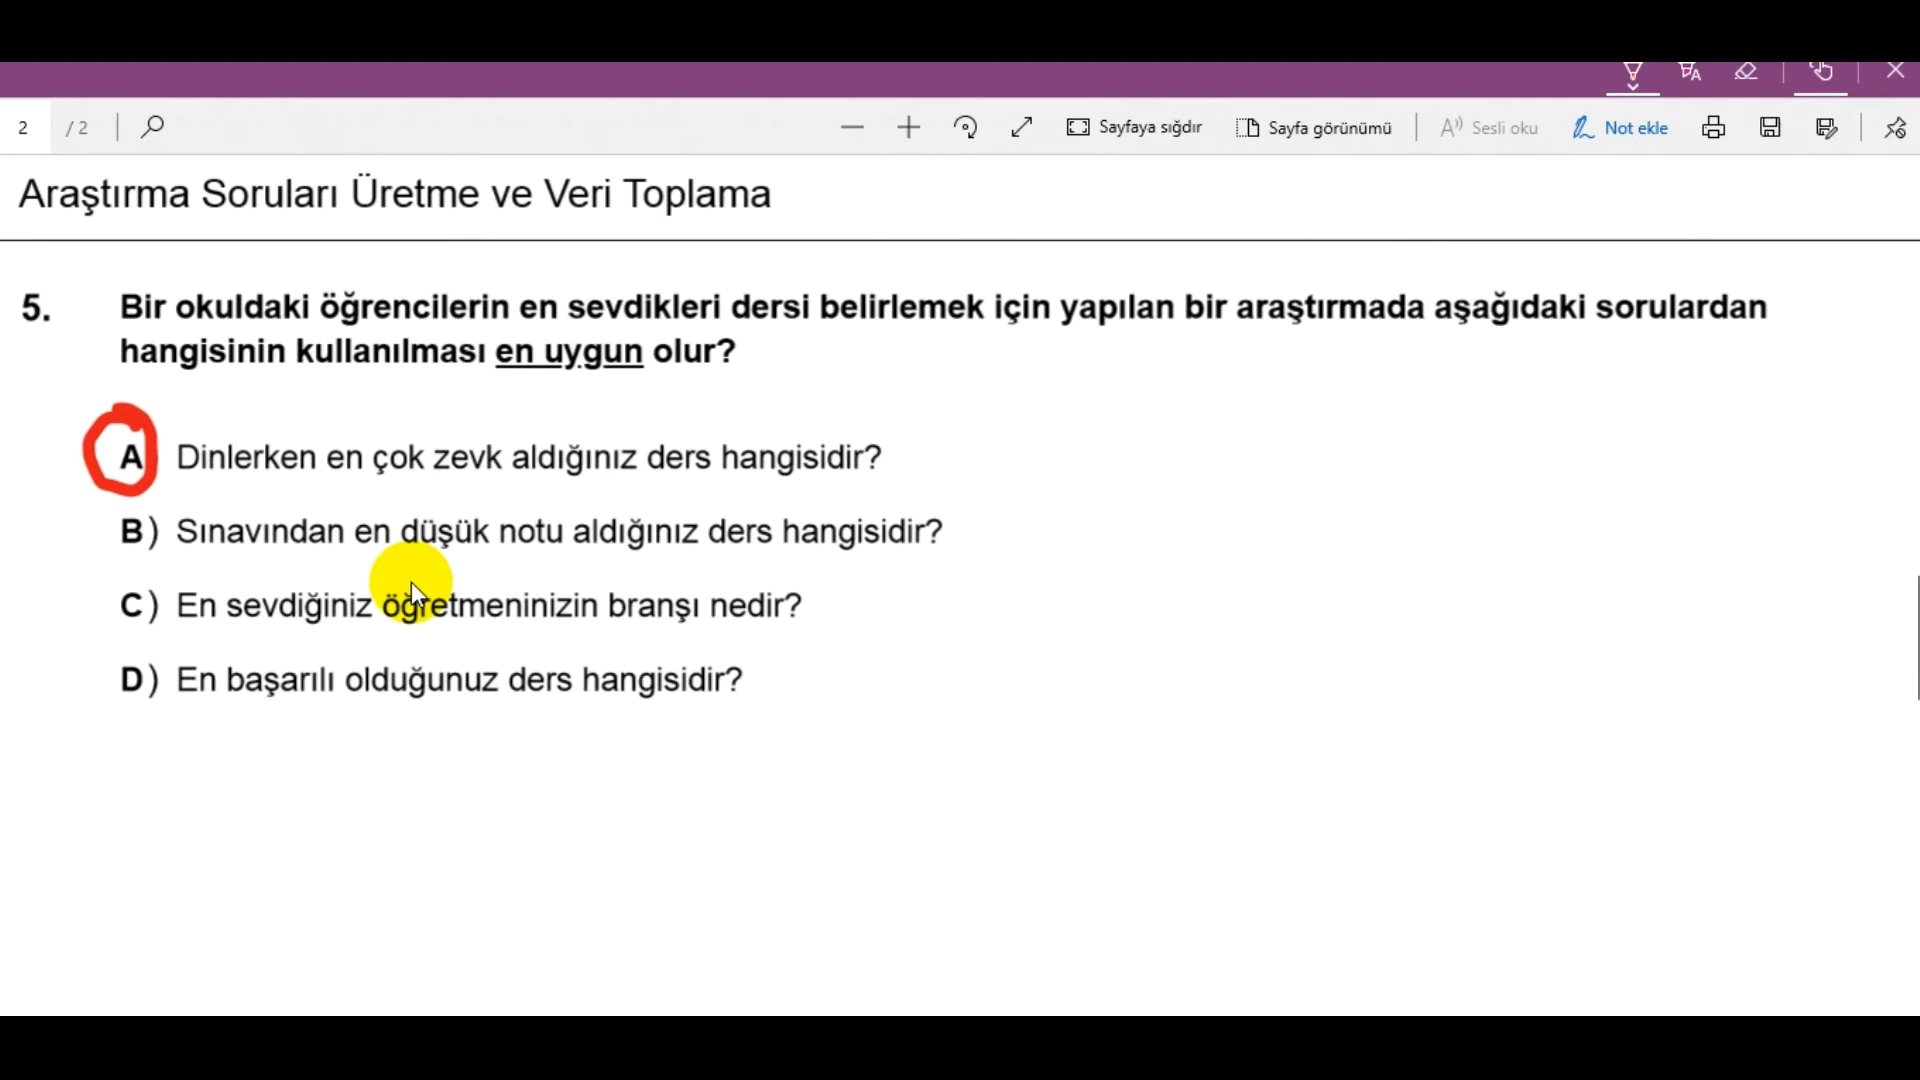 2 / 2 Sayfaya sığdır Sayfa görünümü Sesli oku Not ekle
Araştırma Soruları Üretme ve Veri Toplama
5. Bir okuldaki öğrencilerin en sevdikleri dersi belirlemek için yapılan bir araştırmada aşağıdaki sorulardan
hangisinin kullanılması en uygun olur?
A Dinlerken en çok zevk aldığınız ders hangisidir?
B) Sınavından en düşük notu aldığınız ders hangisidir?
C) En sevdiğiniz öğretmeninizin branşı nedir?
D) En başarılı olduğunuz ders hangisidir?